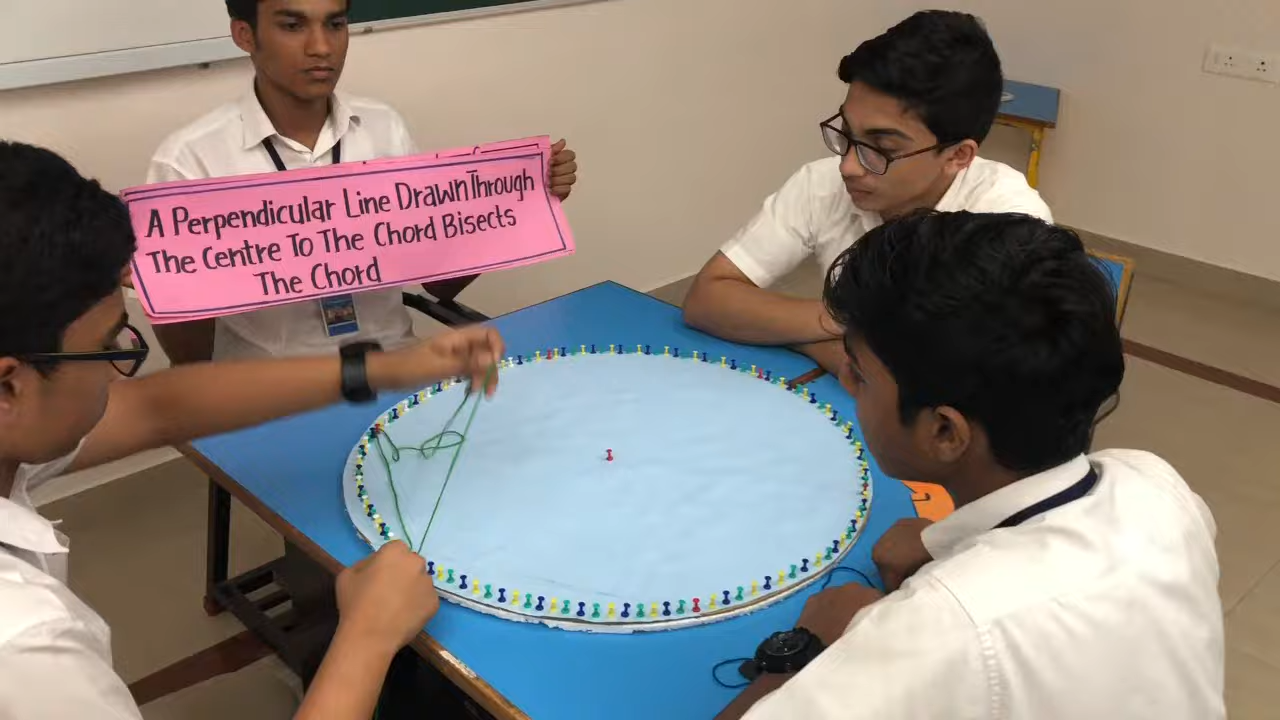 A Perpendicular Line Drawn Through
The Centre To The Chord Bisects
The Chord